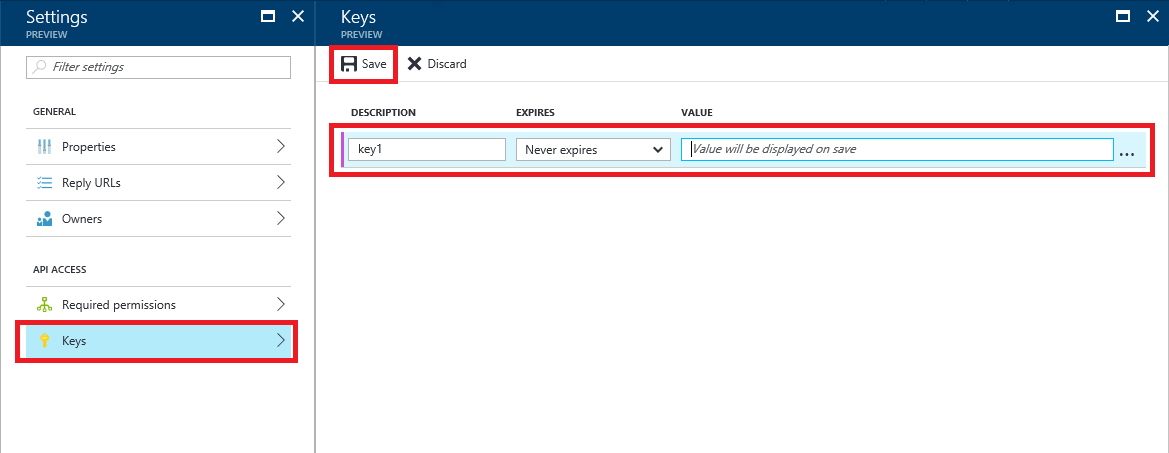 Settings
PREVIEW
Filter settings
GENERAL
Properties
Reply URLs
Owners
API ACCESS
Required permissions
Keys
Keys
PREVIEW
Save Discard
DESCRIPTION EXPIRES VALUE
key1 Never expires Value will be displayed on save ...